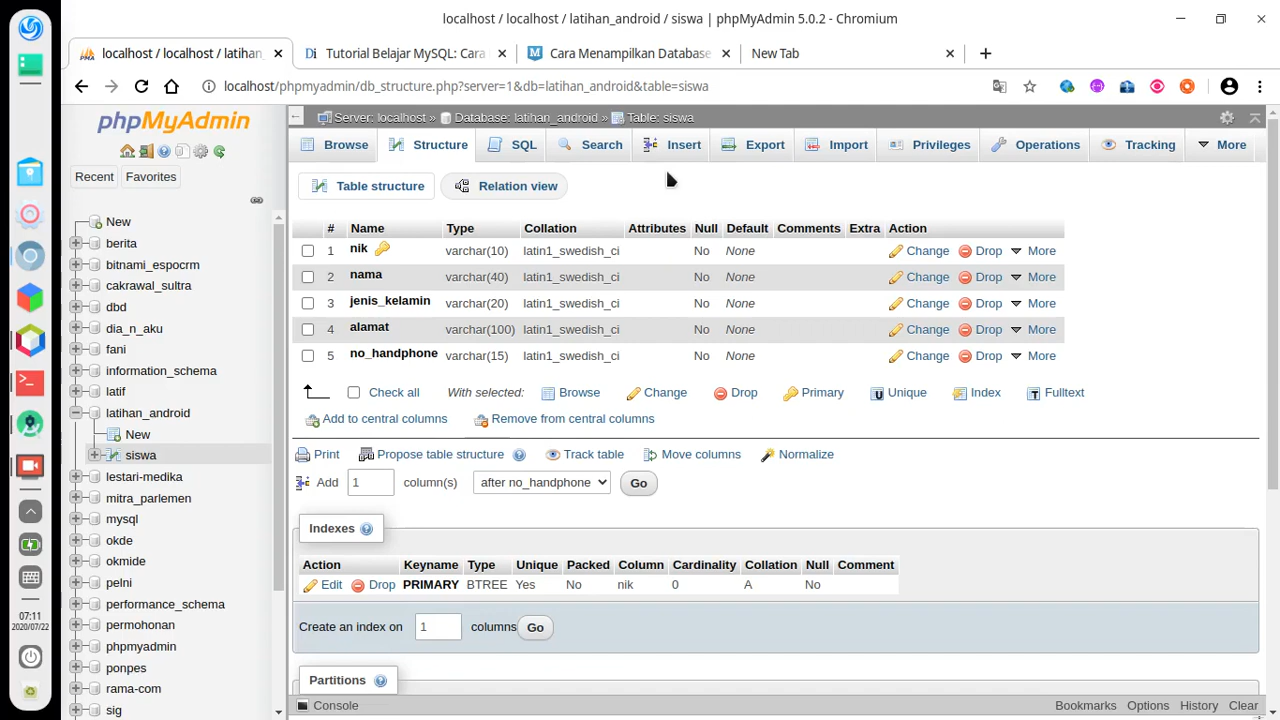 localhost / localhost / latihan_android / siswa | phpMyAdmin 5.0.2 - Chromium
localhost / localhost / latihan_
Tutorial Belajar MySQL: Cara
Cara Menampilkan Database
New Tab
localhost/phpmyadmin/db_structure.php?server=1&db=latihan_android&table=siswa
phpMyAdmin
Recent Favorites
New
berita
bitnami_espocrm
cakrawal_sultra
dbd
dia_n_aku
fani
information_schema
latif
latihan_android
New
siswa
lestari-medika
mitra_parlemen
mysql
okde
okmide
pelni
performance_schema
permohonan
phpmyadmin
ponpes
rama-com
sig
07:11
2020/07/22
Server: localhost » Database: latihan_android » Table: siswa
Browse Structure SQL Search Insert Export Import Privileges Operations Tracking More
Table structure Relation view
# Name Type Collation Attributes Null Default Comments Extra Action
1 nik varchar(10) latin1_swedish_ci No None Change Drop More
2 nama varchar(40) latin1_swedish_ci No None Change Drop More
3 jenis_kelamin varchar(20) latin1_swedish_ci No None Change Drop More
4 alamat varchar(100) latin1_swedish_ci No None Change Drop More
5 no_handphone varchar(15) latin1_swedish_ci No None Change Drop More
Check all With selected: Browse Change Drop Primary Unique Index Fulltext
Add to central columns Remove from central columns
Print Propose table structure Track table Move columns Normalize
Add 1 column(s) after no_handphone Go
Indexes
Action Keyname Type Unique Packed Column Cardinality Collation Null Comment
Edit Drop PRIMARY BTREE Yes No nik 0 A No
Create an index on 1 columns Go
Partitions
Console Bookmarks Options History Clear